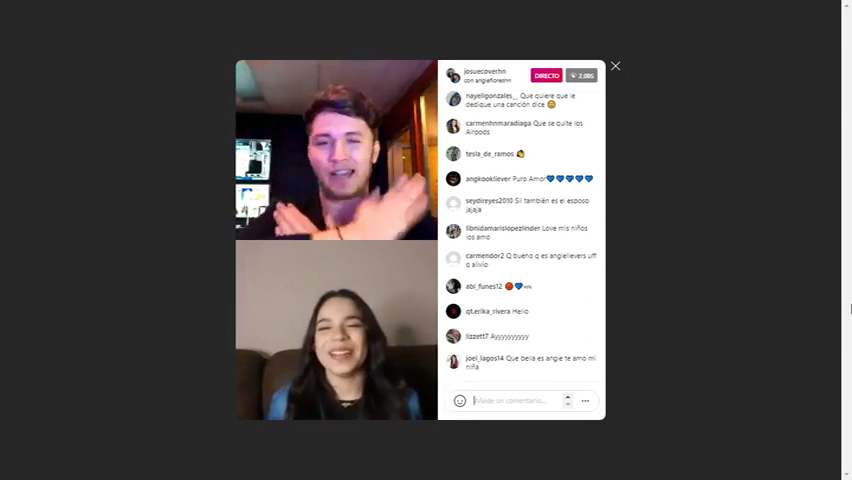 josuecoverhn
con angiefloreshn
DIRECTO
2,085
nayeligonzales__ Que quiere que le
dedique una canción dice
carmenhnmaradiaga Que se quite los
Airpods
tesla_de_ramos
angkookliever Puro Amor
seydireyes2010 Sii también es el esposo
jajaja
libnidamarislopezlinder Love mis niños
los amo
carmendor2 Q bueno q es angielievers uff
q alivio
abi_funes12
qt.erika_rivera Hello
lizzett7 Ayyyyyyyyyy
joel_lagos14 Que bella es angie te amo mi
niña
Añade un comentario...